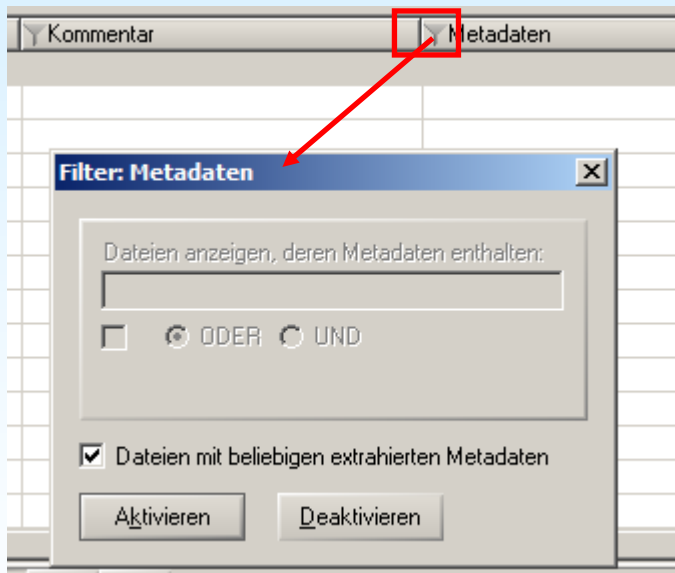 Kommentar Metadaten
Filter: Metadaten
Dateien anzeigen, deren Metadaten enthalten:
ODER UND
Dateien mit beliebigen extrahierten Metadaten
Aktivieren Deaktivieren